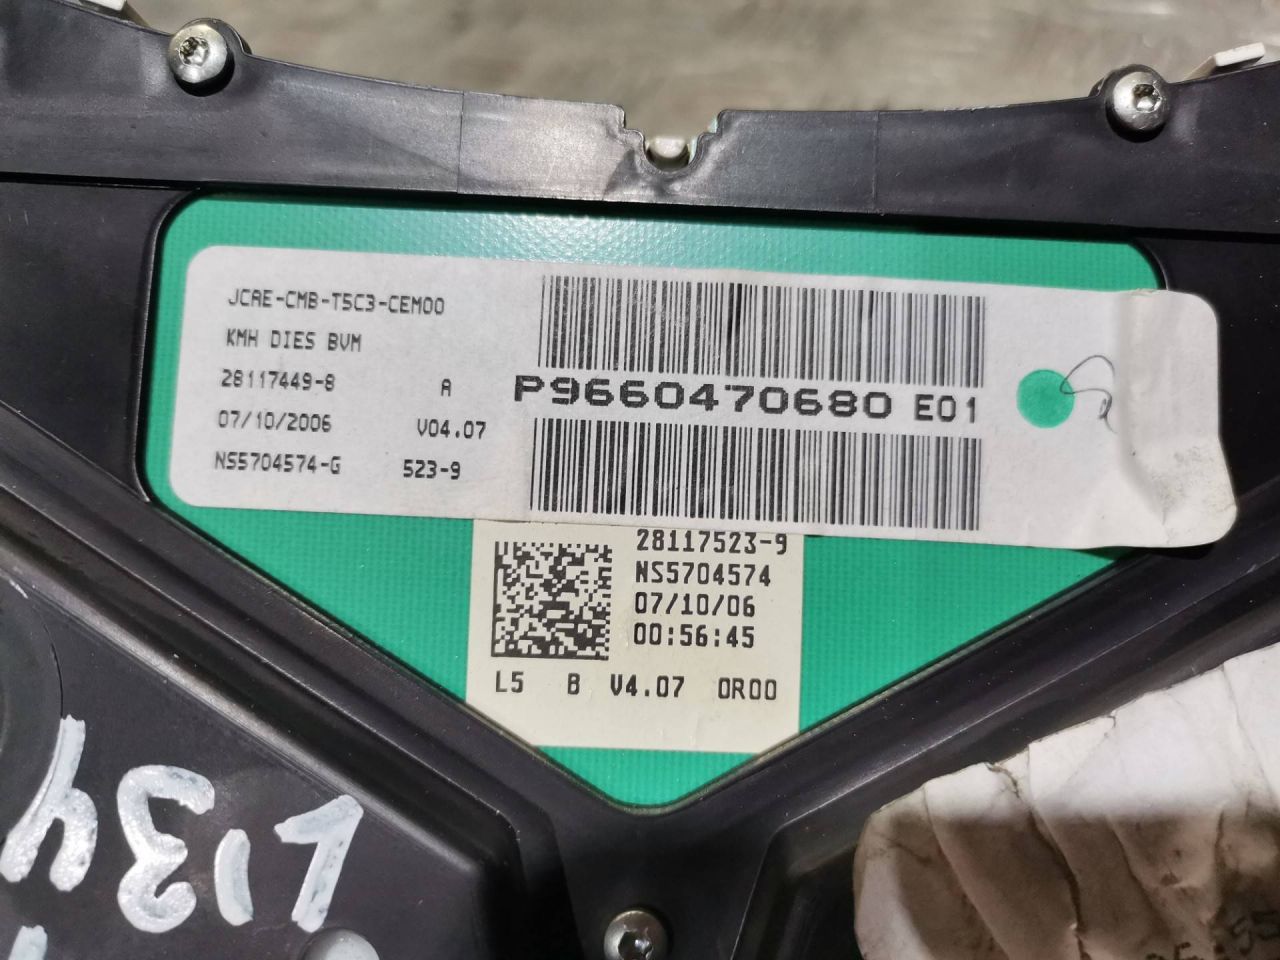 JCAE-CMB-T5C3-CEM00
KMH DIES BVM
28117449-8 A
07/10/2006 V04.07
NS5704574-G 523-9
P9660470680 E01
28117523-9
NS5704574
07/10/06
00:56:45
L5 B V4.07 0R00
L134